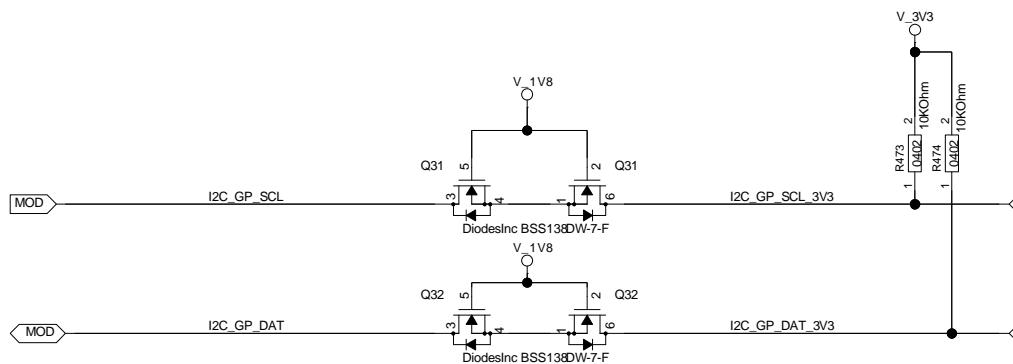 V_3V3
V_1V8
2
10KOhm
2
10KOhm
Q31
5
2
Q31
R473
0402
R474
0402
MOD
I2C_GP_SCL
3
4
1
6
I2C_GP_SCL_3V3
1
1
DiodesInc BSS138DW-7-F
V_1V8
Q32
5
2
Q32
MOD
I2C_GP_DAT
3
4
1
6
I2C_GP_DAT_3V3
DiodesInc BSS138DW-7-F